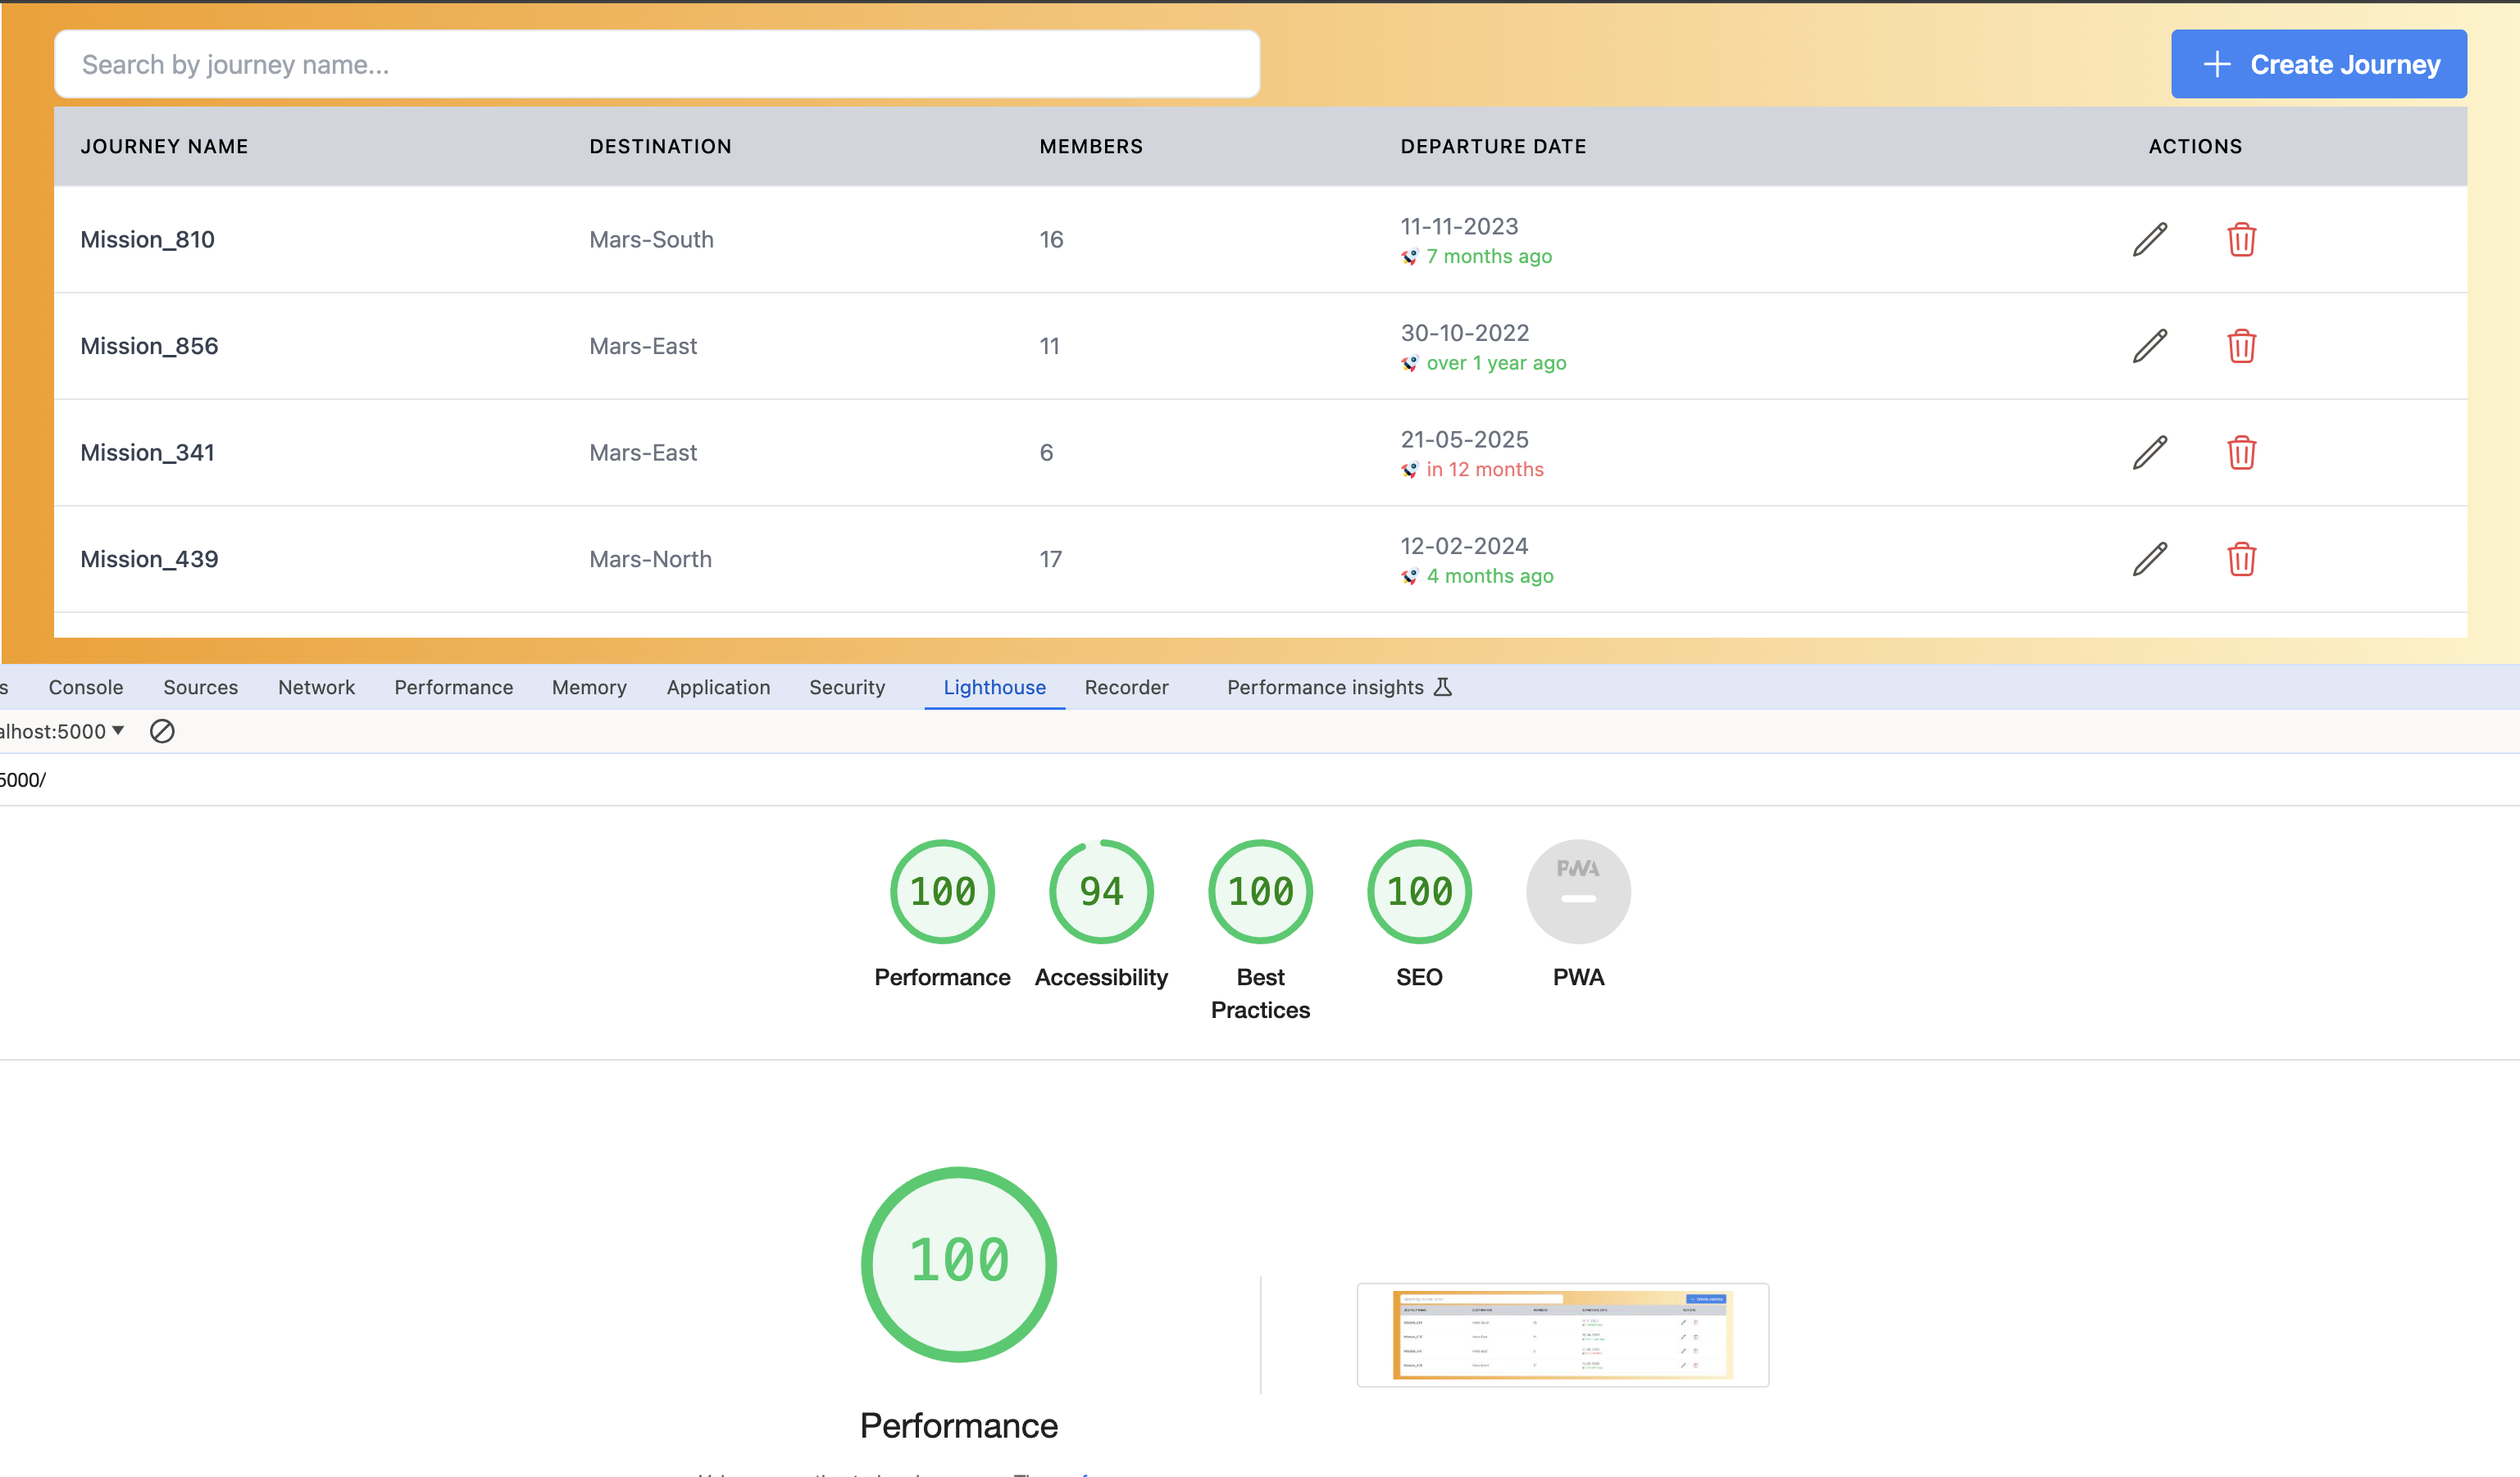 Search by journey name...
Create Journey
JOURNEY NAME DESTINATION MEMBERS DEPARTURE DATE ACTIONS
Mission_810 Mars-South 16 11-11-2023
7 months ago
Mission_856 Mars-East 11 30-10-2022
over 1 year ago
Mission_341 Mars-East 6 21-05-2025
in 12 months
Mission_439 Mars-North 17 12-02-2024
4 months ago
s Console Sources Network Performance Memory Application Security Lighthouse Recorder Performance insights
alhost:5000
5000/
100 94 100 100 PWA
Performance Accessibility Best Practices SEO PWA
100
Performance